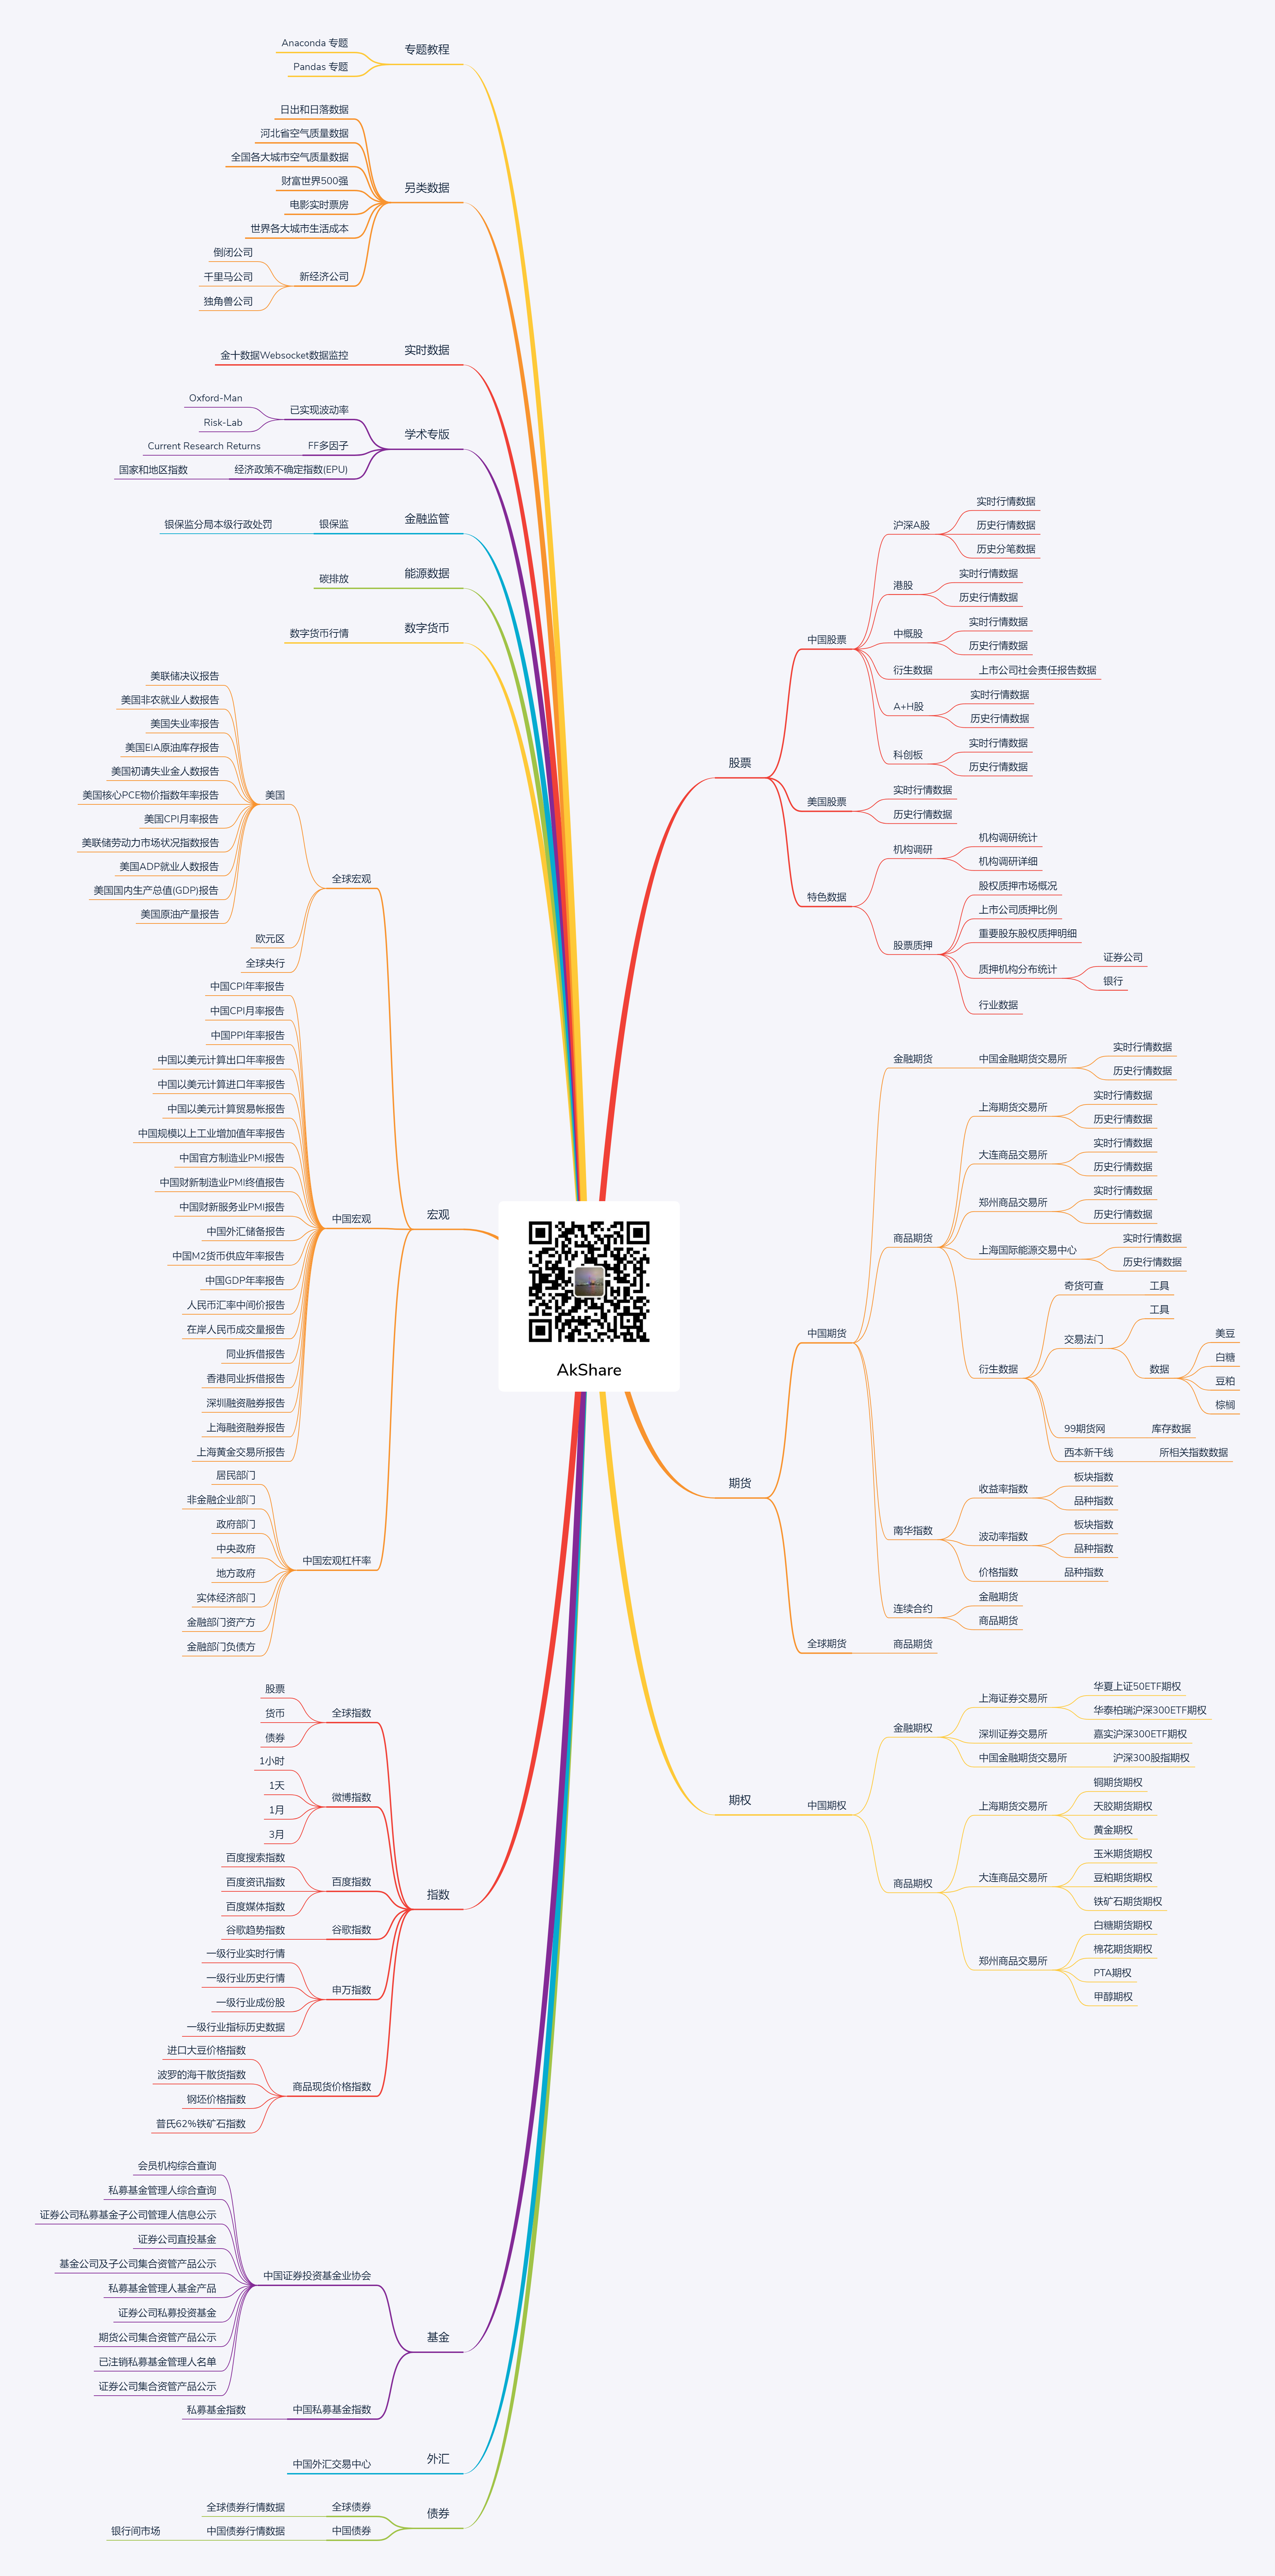 专题教程
Anaconda 专题
Pandas 专题
另类数据
日出和日落数据
河北省空气质量数据
全国各大城市空气质量数据
财富世界500强
电影实时票房
世界各大城市生活成本
新经济公司
倒闭公司
千里马公司
独角兽公司
实时数据
金十数据Websocket数据监控
学术专版
已实现波动率
Oxford-Man
Risk-Lab
FF多因子
Current Research Returns
经济政策不确定指数(EPU)
国家和地区指数
金融监管
银保监
银保监分局本级行政处罚
能源数据
碳排放
数字货币
数字货币行情
宏观
全球宏观
美国
美联储决议报告
美国非农就业人数报告
美国失业率报告
美国EIA原油库存报告
美国初请失业金人数报告
美国核心PCE物价指数年率报告
美国CPI月率报告
美联储劳动力市场状况指数报告
美国ADP就业人数报告
美国国内生产总值(GDP)报告
美国原油产量报告
欧元区
全球央行
中国宏观
中国CPI年率报告
中国CPI月率报告
中国PPI年率报告
中国以美元计算出口年率报告
中国以美元计算进口年率报告
中国以美元计算贸易帐报告
中国规模以上工业增加值年率报告
中国官方制造业PMI报告
中国财新制造业PMI终值报告
中国财新服务业PMI报告
中国外汇储备报告
中国M2货币供应年率报告
中国GDP年率报告
人民币汇率中间价报告
在岸人民币成交量报告
同业拆借报告
香港同业拆借报告
深圳融资融券报告
上海融资融券报告
上海黄金交易所报告
中国宏观杠杆率
居民部门
非金融企业部门
政府部门
中央政府
地方政府
实体经济部门
金融部门资产方
金融部门负债方
指数
全球指数
股票
货币
债券
微博指数
1小时
1天
1月
3月
百度指数
百度搜索指数
百度资讯指数
百度媒体指数
谷歌指数
谷歌趋势指数
申万指数
一级行业实时行情
一级行业历史行情
一级行业成份股
一级行业指标历史数据
商品现货价格指数
进口大豆价格指数
波罗的海干散货指数
钢坯价格指数
普氏62%铁矿石指数
基金
中国证券投资基金业协会
会员机构综合查询
私募基金管理人综合查询
证券公司私募基金子公司管理人信息公示
证券公司直投基金
基金公司及子公司集合资管产品公示
私募基金管理人基金产品
证券公司私募投资基金
期货公司集合资管产品公示
已注销私募基金管理人名单
证券公司集合资管产品公示
中国私募基金指数
私募基金指数
外汇
中国外汇交易中心
债券
全球债券
全球债券行情数据
中国债券
中国债券行情数据
银行间市场
AkShare
股票
中国股票
沪深A股
实时行情数据
历史行情数据
历史分笔数据
港股
实时行情数据
历史行情数据
中概股
实时行情数据
历史行情数据
衍生数据
上市公司社会责任报告数据
A+H股
实时行情数据
历史行情数据
科创板
实时行情数据
历史行情数据
美国股票
实时行情数据
历史行情数据
特色数据
机构调研
机构调研统计
机构调研详细
股票质押
股权质押市场概况
上市公司质押比例
重要股东股权质押明细
质押机构分布统计
证券公司
银行
行业数据
期货
中国期货
金融期货
中国金融期货交易所
实时行情数据
历史行情数据
商品期货
上海期货交易所
实时行情数据
历史行情数据
大连商品交易所
实时行情数据
历史行情数据
郑州商品交易所
实时行情数据
历史行情数据
上海国际能源交易中心
实时行情数据
历史行情数据
衍生数据
奇货可查
工具
交易法门
工具
数据
美豆
白糖
豆粕
棕榈
99期货网
库存数据
西本新干线
所相关指数数据
南华指数
收益率指数
板块指数
品种指数
波动率指数
板块指数
品种指数
价格指数
品种指数
连续合约
金融期货
商品期货
全球期货
商品期货
期权
中国期权
金融期权
上海证券交易所
华夏上证50ETF期权
华泰柏瑞沪深300ETF期权
深圳证券交易所
嘉实沪深300ETF期权
中国金融期货交易所
沪深300股指期权
商品期权
上海期货交易所
铜期货期权
天胶期货期权
黄金期权
大连商品交易所
玉米期货期权
豆粕期货期权
铁矿石期货期权
郑州商品交易所
白糖期货期权
棉花期货期权
PTA期权
甲醇期权